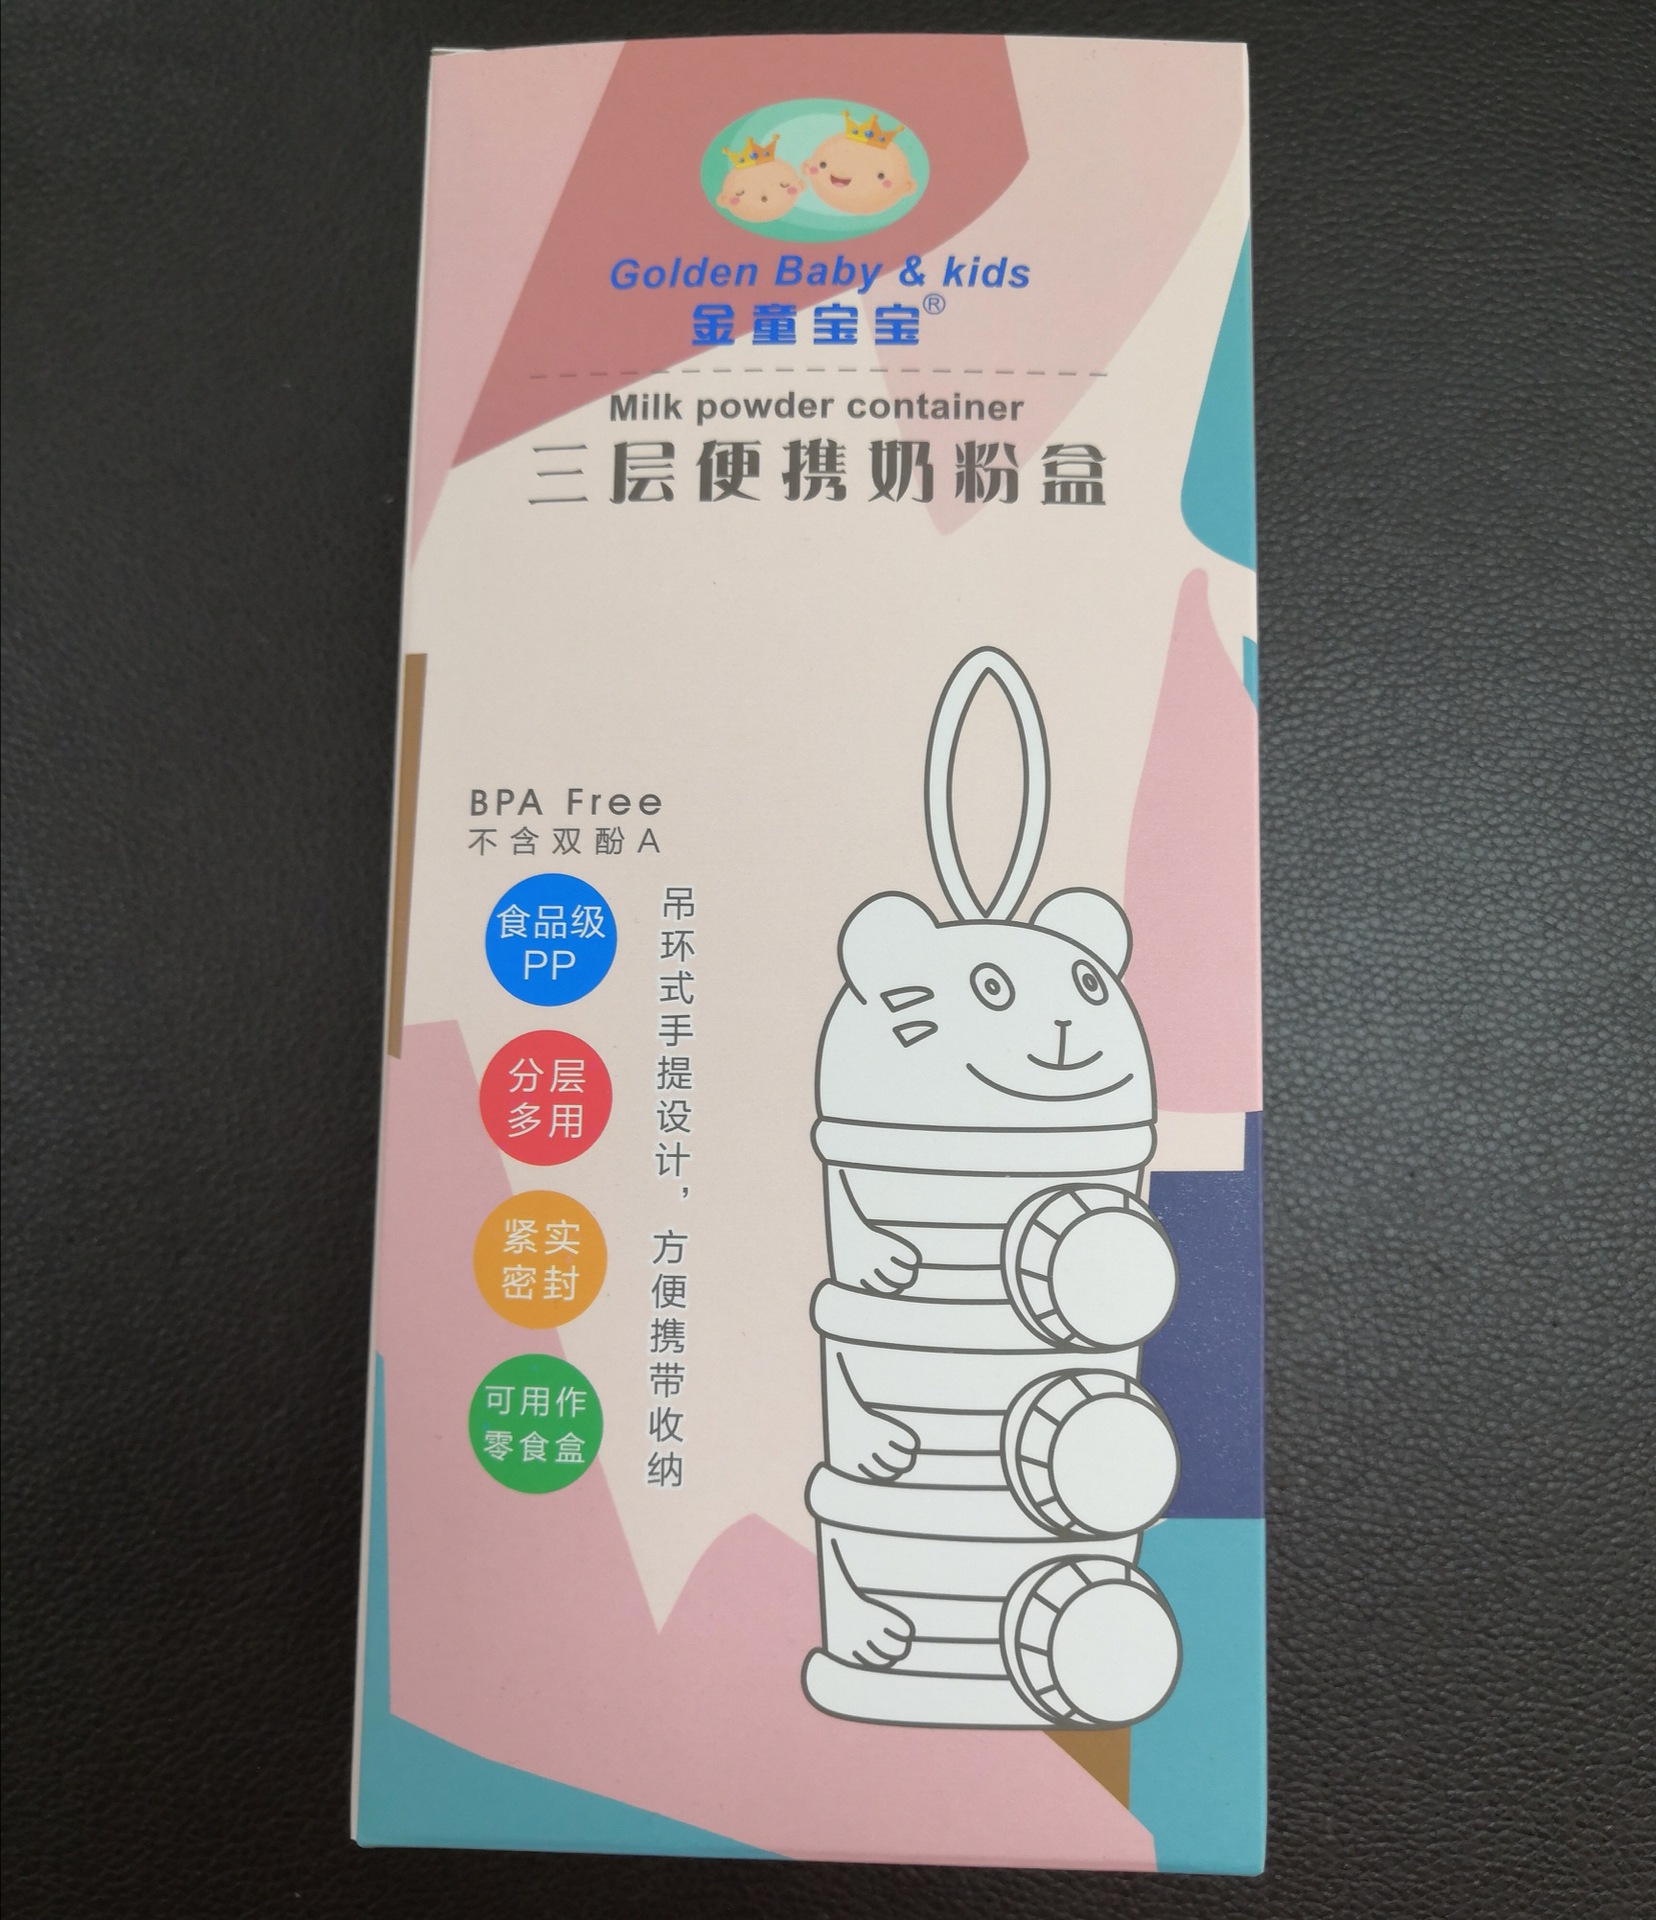 Golden Baby & kids
金童宝宝®
Milk powder container
三层便携奶粉盒
BPA Free
不含双酚A
食品级
PP
分层
多用
紧实
密封
可用作
零食盒
吊环式手提设计，方便携带收纳